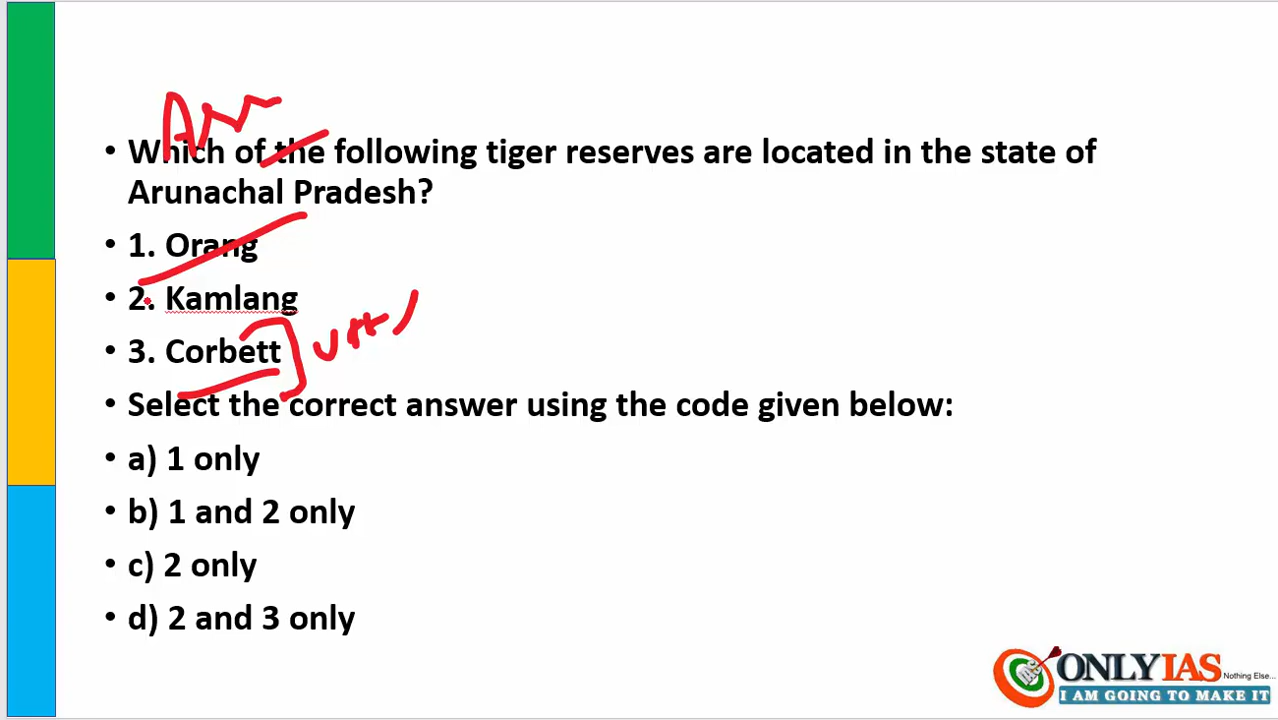 • Which of the following tiger reserves are located in the state of
Arunachal Pradesh?
• 1. Orang
• 2. Kamlang
• 3. Corbett
• Select the correct answer using the code given below:
• a) 1 only
• b) 1 and 2 only
• c) 2 only
• d) 2 and 3 only
ONLYIAS
Nothing Else...
I AM GOING TO MAKE IT